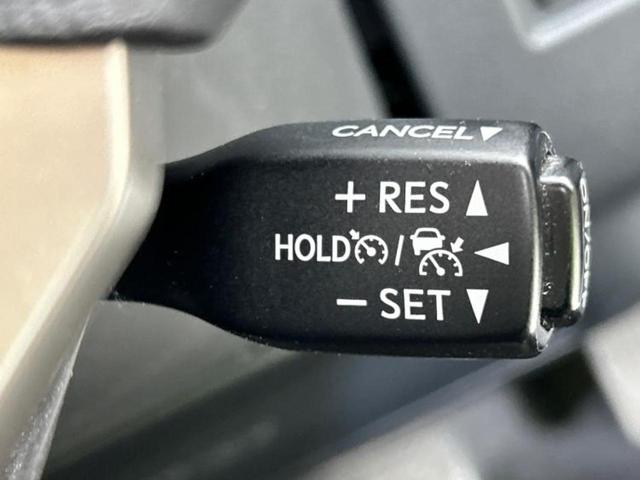 CANCEL▼
+ RES ▲
HOLD / ◀
− SET ▼